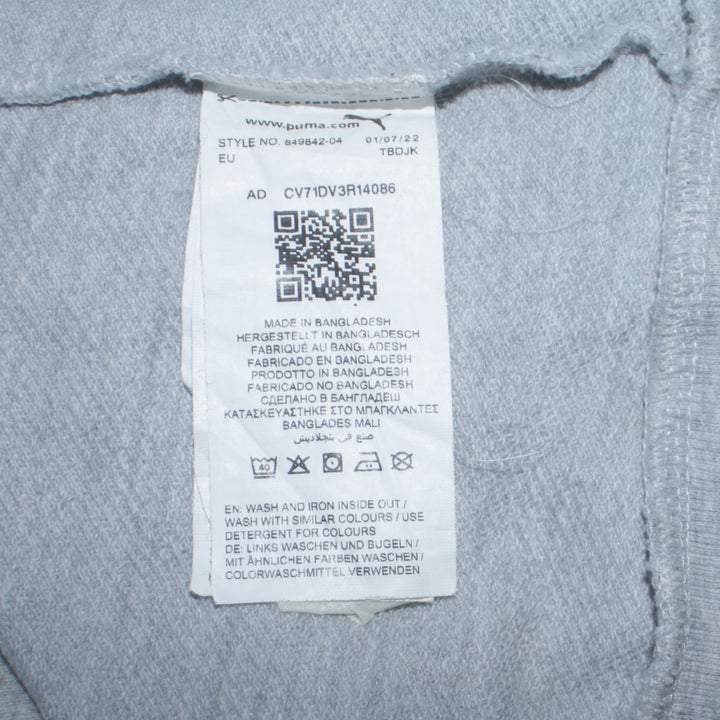 www.puma.com
STYLE NO. 849842-04 01/07/22
EU TBDJK
AD CV71DV3R14086
MADE IN BANGLADESH
HERGESTELLT IN BANGLADESCH
FABRIQUÉ AU BANGLADESH
FABRICADO EN BANGLADESH
PRODOTTO IN BANGLADESH
FABRICADO NO BANGLADESH
СДЕЛАНО В БАНГЛАДЕШ
ΚΑΤΑΣΚΕΥΑΣΤΗΚΕ ΣΤΟ ΜΠΑΓΚΛΑΝΤΕΣ
BANGLADES MALI
صنع في بنجلاديش
40
EN: WASH AND IRON INSIDE OUT /
WASH WITH SIMILAR COLOURS / USE
DETERGENT FOR COLOURS
DE: LINKS WASCHEN UND BUGELN /
MIT ÄHNLICHEN FARBEN WASCHEN /
COLORWASCHMITTEL VERWENDEN